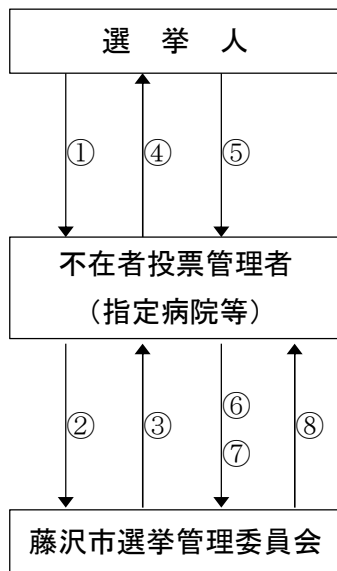 選 挙 人
① ④ ⑤
不在者投票管理者
（指定病院等）
② ③ ⑥ ⑧
⑦
藤沢市選挙管理委員会